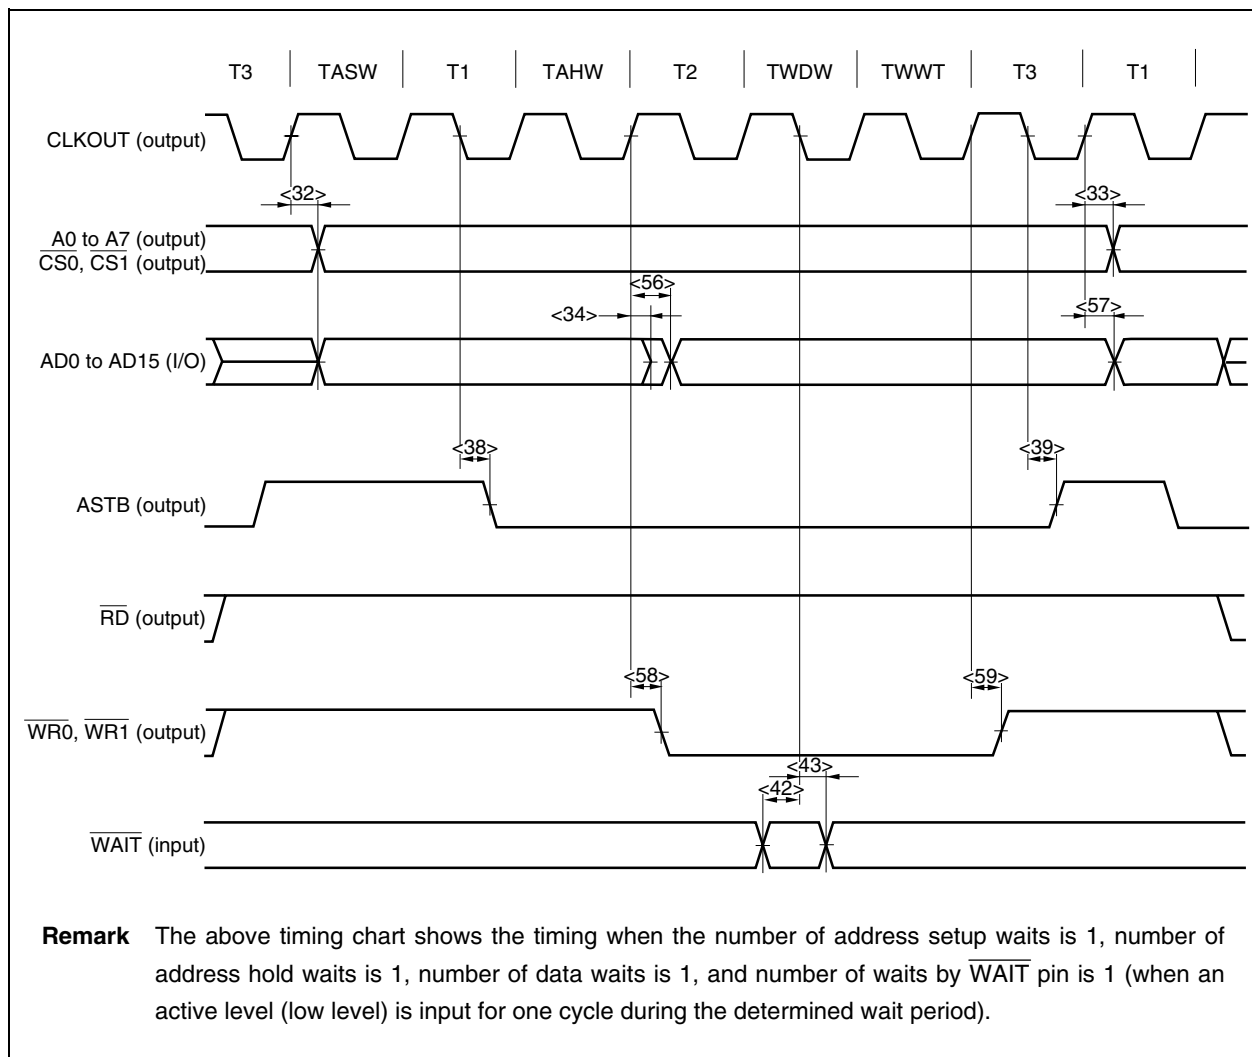 T3 TASW T1 TAHW T2 TWDW TWWT T3 T1
CLKOUT (output)
<32> <33>
A0 to A7 (output)
CS0, CS1 (output)
<56>
<34> <57>
AD0 to AD15 (I/O)
<38> <39>
ASTB (output)
RD (output)
<58> <59>
WR0, WR1 (output)
<43>
<42>
WAIT (input)
Remark The above timing chart shows the timing when the number of address setup waits is 1, number of
address hold waits is 1, number of data waits is 1, and number of waits by WAIT pin is 1 (when an
active level (low level) is input for one cycle during the determined wait period).